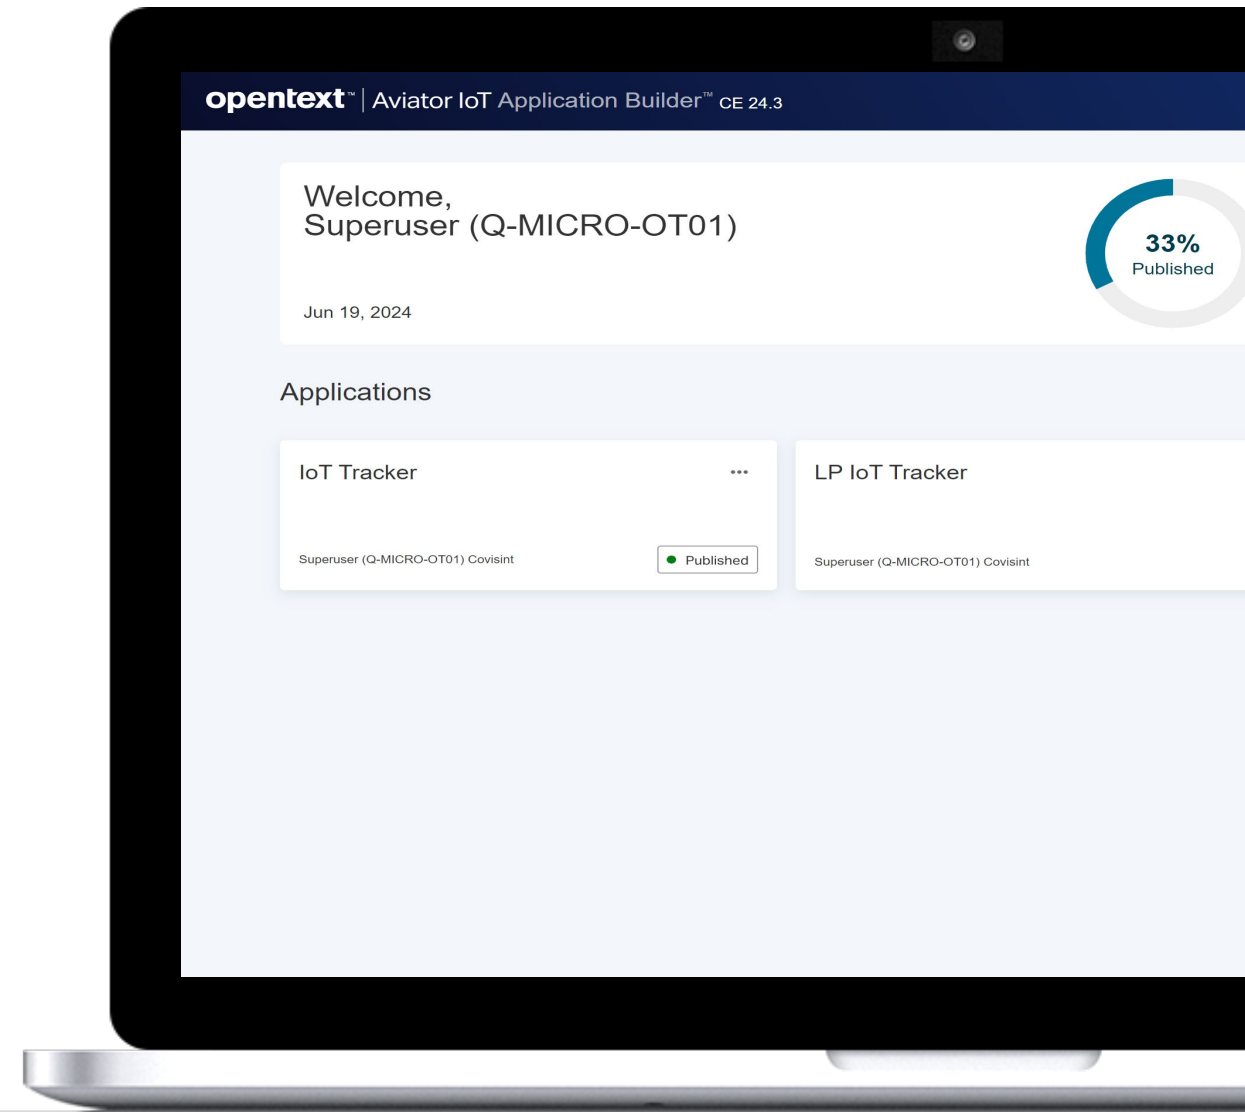 opentext™ | Aviator IoT Application Builder™ CE 24.3
Welcome,
Superuser (Q-MICRO-OT01)
33%
Published
Jun 19, 2024
Applications
IoT Tracker
LP IoT Tracker
Superuser (Q-MICRO-OT01) Covisint
Published
Superuser (Q-MICRO-OT01) Covisint